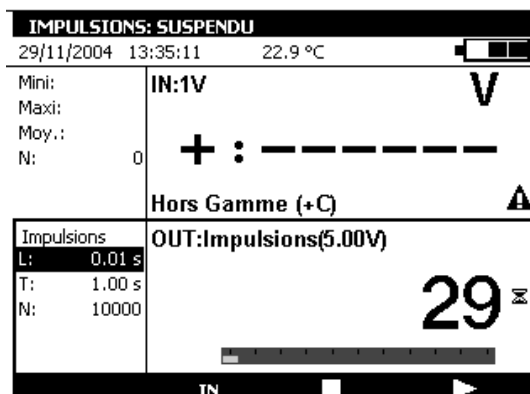 IMPULSIONS: SUSPENDU
29/11/2004 13:35:11 22.9 °C
Mini:
Maxi:
Moy.:
N: 0
IN:1V V
+ : ------
Hors Gamme (+C)
Impulsions
L: 0.01 s
T: 1.00 s
N: 10000
OUT:Impulsions(5.00V)
29
IN